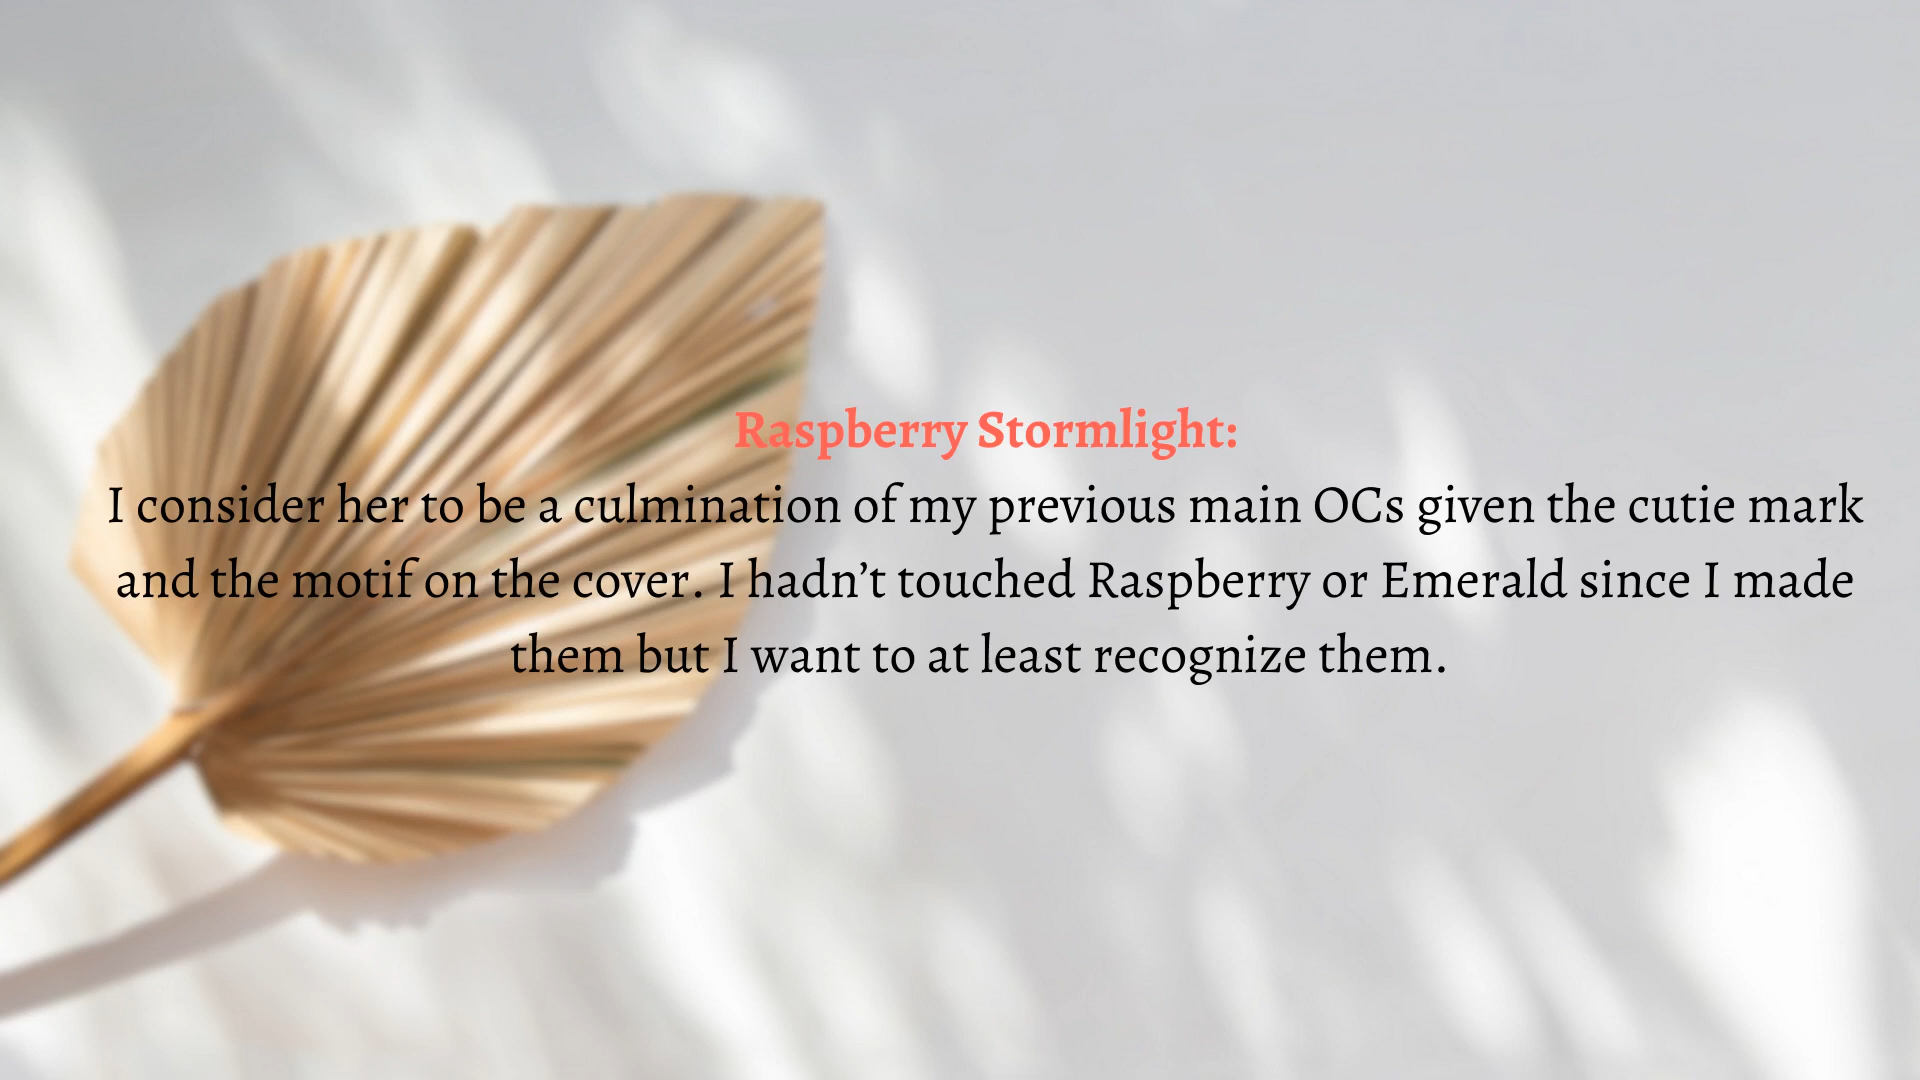 Raspberry Stormlight:
I consider her to be a culmination of my previous main OCs given the cutie mark
and the motif on the cover. I hadn’t touched Raspberry or Emerald since I made
them but I want to at least recognize them.